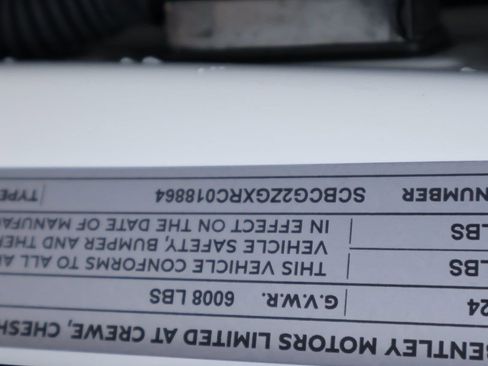 ENTLEY MOTORS LIMITED AT CREWE, CHESH
24 G.V.W.R. 6008 LBS
LBS THIS VEHICLE CONFORMS TO ALL
VEHICLE SAFETY, BUMPER AND THE
LBS IN EFFECT ON THE DATE OF MANUFAC
NUMBER SCBCG2ZGXRC018864 TYPE